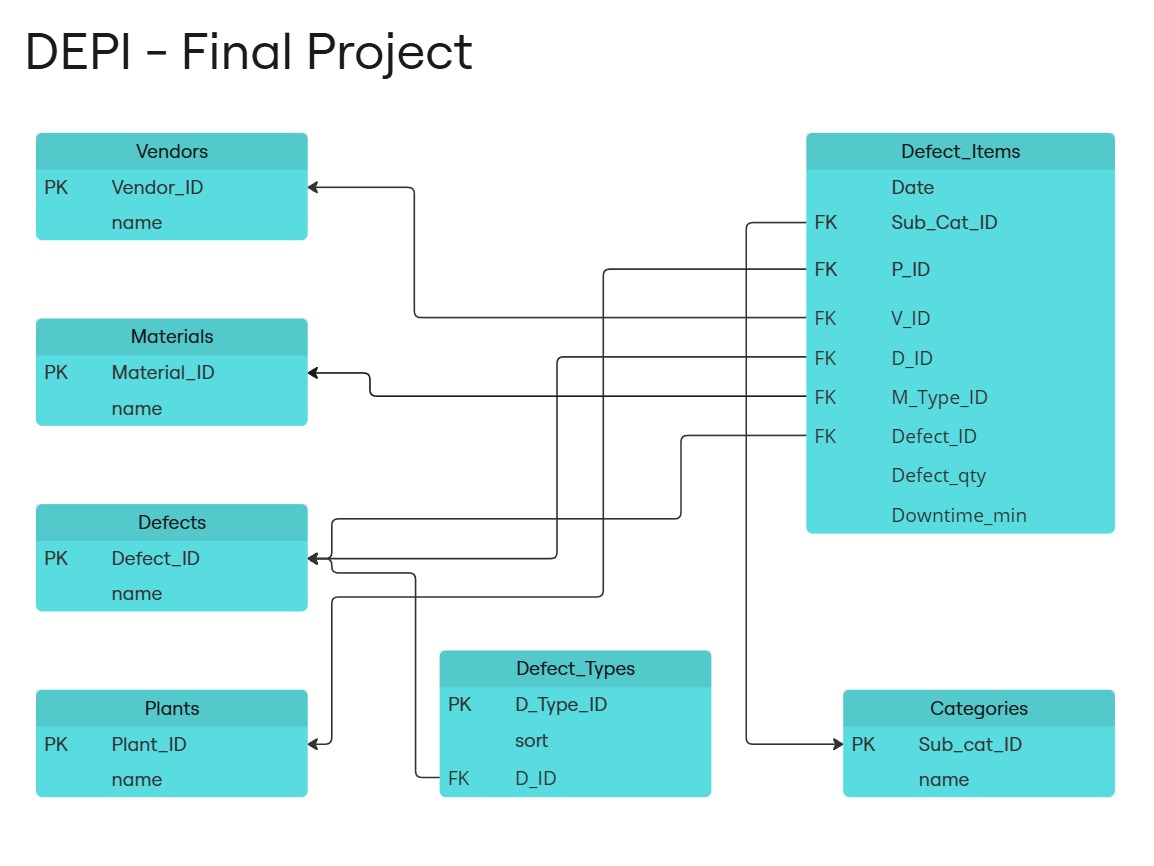 DEPI - Final Project
Vendors
PK Vendor_ID
name
Materials
PK Material_ID
name
Defects
PK Defect_ID
name
Plants
PK Plant_ID
name
Defect_Types
PK D_Type_ID
sort
FK D_ID
Defect_Items
Date
FK Sub_Cat_ID
FK P_ID
FK V_ID
FK D_ID
FK M_Type_ID
FK Defect_ID
Defect_qty
Downtime_min
Categories
PK Sub_cat_ID
name